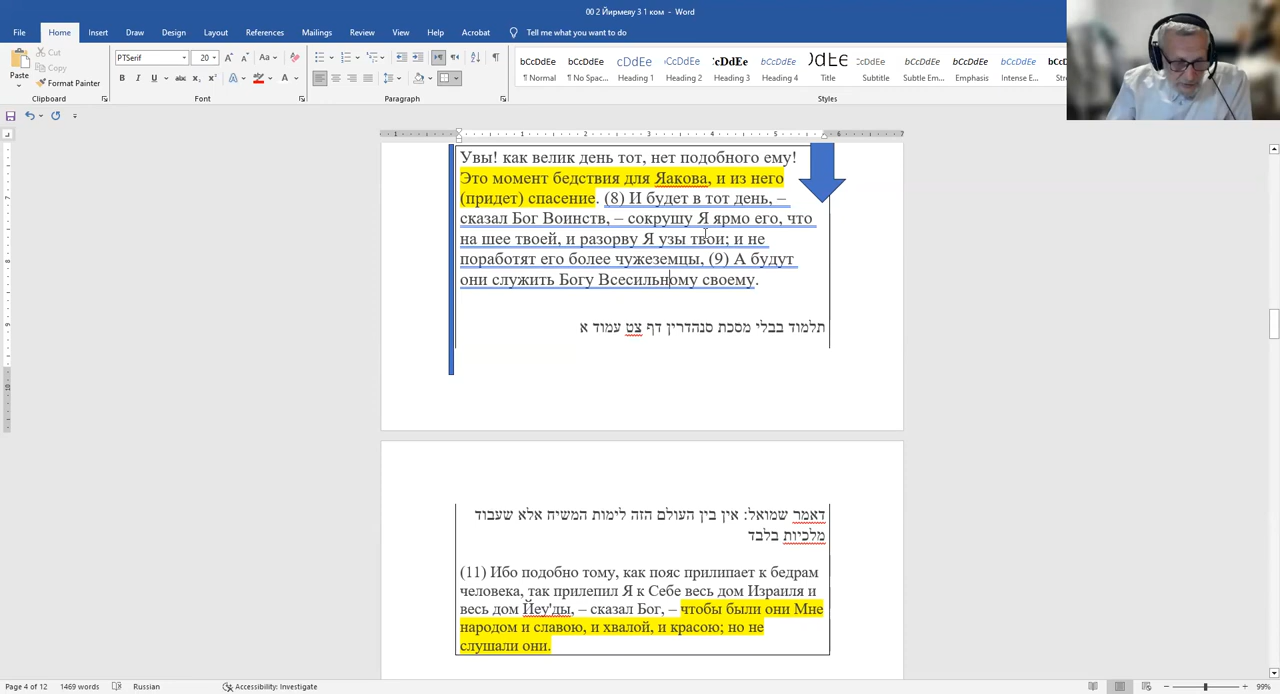 00 2 Йирмеяу 3 1 ком - Word
File Home Insert Draw Design Layout References Mailings Review View Help Acrobat Tell me what you want to do
Paste
Cut
Copy
Format Painter
PTSerif 20
¶ Normal ¶ No Spac... Heading 1 Heading 2 Heading 3 Heading 4 Title Subtitle Subtle Em... Emphasis Intense E...
Clipboard Font Paragraph Styles
Увы! как велик день тот, нет подобного ему!
Это момент бедствия для Яакова, и из него
(придет) спасение. (8) И будет в тот день, –
сказал Бог Воинств, – сокрушу Я ярмо его, что
на шее твоей, и разорву Я узы твои; и не
поработят его более чужеземцы, (9) А будут
они служить Богу Всесильному своему.
תלמוד בבלי מסכת סנהדרין דף צט עמוד א
דאמר שמואל: אין בין העולם הזה לימות המשיח אלא שעבוד
מלכיות בלבד
(11) Ибо подобно тому, как пояс прилипает к бедрам
человека, так прилепил Я к Себе весь дом Израиля и
весь дом Йеу'ды, – сказал Бог, – чтобы были они Мне
народом и славою, и хвалой, и красою; но не
слушали они.
Page 4 of 12 1469 words Russian Accessibility: Investigate 99%